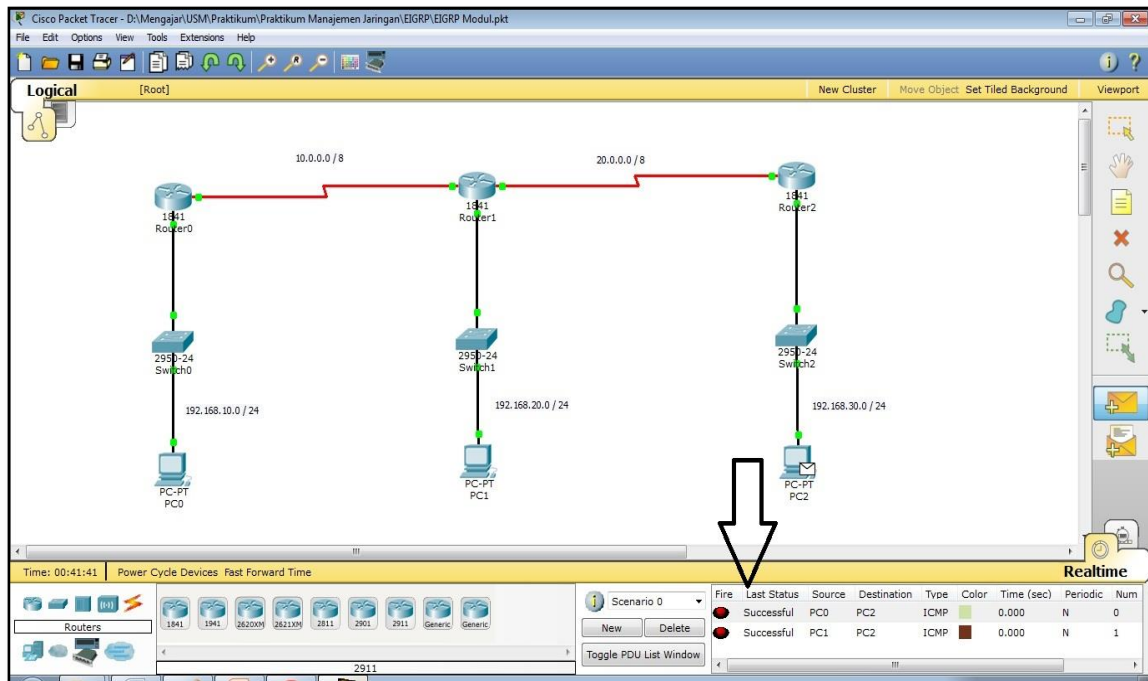 Cisco Packet Tracer - D:\Mengajar\USM\Praktikum\Praktikum Manajemen Jaringan\EIGRP\EIGRP Modul.pkt
File Edit Options View Tools Extensions Help
Logical [Root] New Cluster Move Object Set Tiled Background Viewport
10.0.0.0 / 8
20.0.0.0 / 8
1841
Router0
1841
Router1
1841
Router2
2950-24
Switch0
2950-24
Switch1
2950-24
Switch2
192.168.10.0 / 24
192.168.20.0 / 24
192.168.30.0 / 24
PC-PT
PC0
PC-PT
PC1
PC-PT
PC2
Time: 00:41:41 Power Cycle Devices Fast Forward Time Realtime
Routers
1841 1941 2620XM 2621XM 2811 2901 2911 Generic Generic
2911
Scenario 0
New Delete
Toggle PDU List Window
Fire Last Status Source Destination Type Color Time (sec) Periodic Num
Successful PC0 PC2 ICMP 0.000 N 0
Successful PC1 PC2 ICMP 0.000 N 1